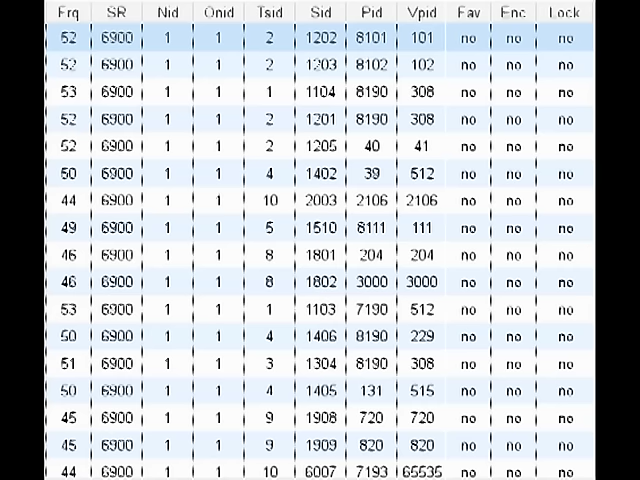 Frq SR Nid Onid Tsid Sid Pid Vpid Fav Enc Lock
52 6900 1 1 2 1202 8101 101 no no no
52 6900 1 1 2 1203 8102 102 no no no
53 6900 1 1 1 1104 8190 308 no no no
52 6900 1 1 2 1201 8190 308 no no no
52 6900 1 1 2 1205 40 41 no no no
50 6900 1 1 4 1402 39 512 no no no
44 6900 1 1 10 2003 2106 2106 no no no
49 6900 1 1 5 1510 8111 111 no no no
46 6900 1 1 8 1801 204 204 no no no
46 6900 1 1 8 1802 3000 3000 no no no
53 6900 1 1 1 1103 7190 512 no no no
50 6900 1 1 4 1406 8190 229 no no no
51 6900 1 1 3 1304 8190 308 no no no
50 6900 1 1 4 1405 131 515 no no no
45 6900 1 1 9 1908 720 720 no no no
45 6900 1 1 9 1909 820 820 no no no
44 6900 1 1 10 6007 7193 65535 no no no